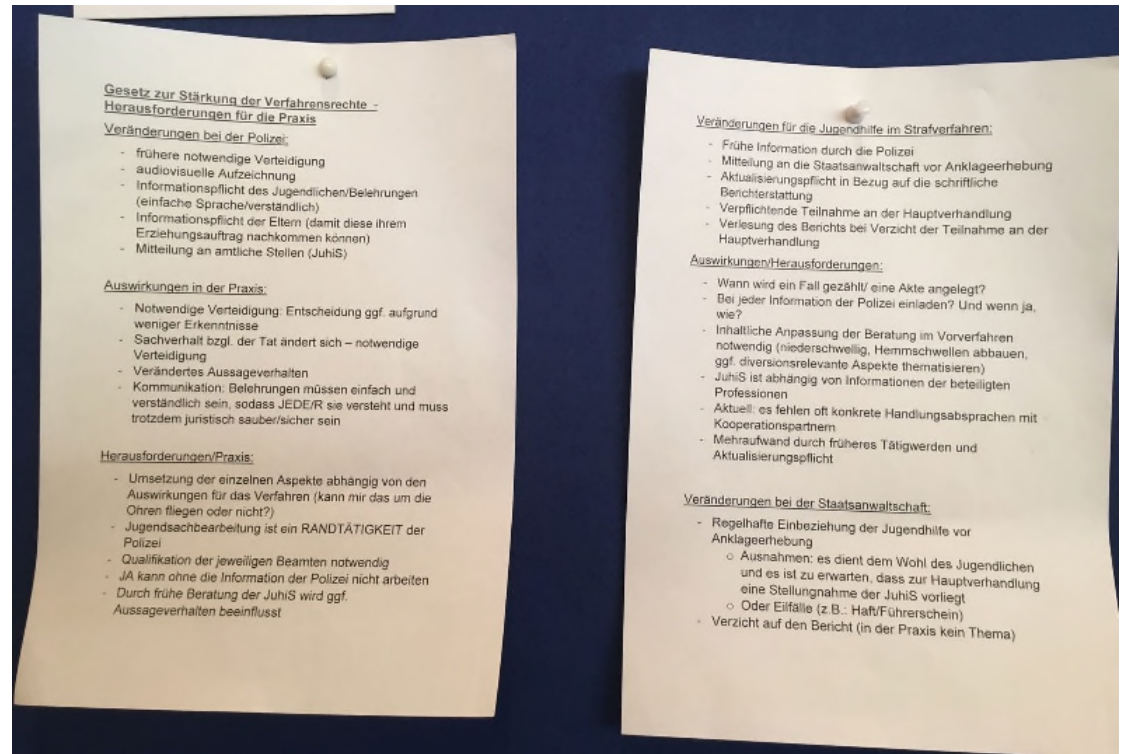 Gesetz zur Stärkung der Verfahrensrechte -
Herausforderungen für die Praxis
Veränderungen bei der Polizei:
- frühere notwendige Verteidigung
- audiovisuelle Aufzeichnung
- Informationspflicht des Jugendlichen/Belehrungen
(einfache Sprache/verständlich)
- Informationspflicht der Eltern (damit diese ihrem
Erziehungsauftrag nachkommen können)
- Mitteilung an amtliche Stellen (JuhiS)
Auswirkungen in der Praxis:
- Notwendige Verteidigung: Entscheidung ggf. aufgrund
weniger Erkenntnisse
- Sachverhalt bzgl. der Tat ändert sich – notwendige
Verteidigung
- Verändertes Aussageverhalten
- Kommunikation: Belehrungen müssen einfach und
verständlich sein, sodass JEDE/R sie versteht und muss
trotzdem juristisch sauber/sicher sein
Herausforderungen/Praxis:
- Umsetzung der einzelnen Aspekte abhängig von den
Auswirkungen für das Verfahren (kann mir das um die
Ohren fliegen oder nicht?)
- Jugendsachbearbeitung ist ein RANDTÄTIGKEIT der
Polizei
- Qualifikation der jeweiligen Beamten notwendig
- JA kann ohne die Information der Polizei nicht arbeiten
- Durch frühe Beratung der JuhiS wird ggf.
Aussageverhalten beeinflusst
Veränderungen für die Jugendhilfe im Strafverfahren:
- Frühe Information durch die Polizei
- Mitteilung an die Staatsanwaltschaft vor Anklageerhebung
- Aktualisierungspflicht in Bezug auf die schriftliche
Berichterstattung
- Verpflichtende Teilnahme an der Hauptverhandlung
- Verlesung des Berichts bei Verzicht der Teilnahme an der
Hauptverhandlung
Auswirkungen/Herausforderungen:
- Wann wird ein Fall gezählt/ eine Akte angelegt?
- Bei jeder Information der Polizei einladen? Und wenn ja,
wie?
- Inhaltliche Anpassung der Beratung im Vorverfahren
notwendig (niederschwellig, Hemmschwellen abbauen,
ggf. diversionsrelevante Aspekte thematisieren)
- JuhiS ist abhängig von Informationen der beteiligten
Professionen
- Aktuell: es fehlen oft konkrete Handlungsabsprachen mit
Kooperationspartnern
- Mehraufwand durch früheres Tätigwerden und
Aktualisierungspflicht
Veränderungen bei der Staatsanwaltschaft:
- Regelhafte Einbeziehung der Jugendhilfe vor
Anklageerhebung
o Ausnahmen: es dient dem Wohl des Jugendlichen
und es ist zu erwarten, dass zur Hauptverhandlung
eine Stellungnahme der JuhiS vorliegt
o Oder Eilfälle (z.B.: Haft/Führerschein)
- Verzicht auf den Bericht (in der Praxis kein Thema)